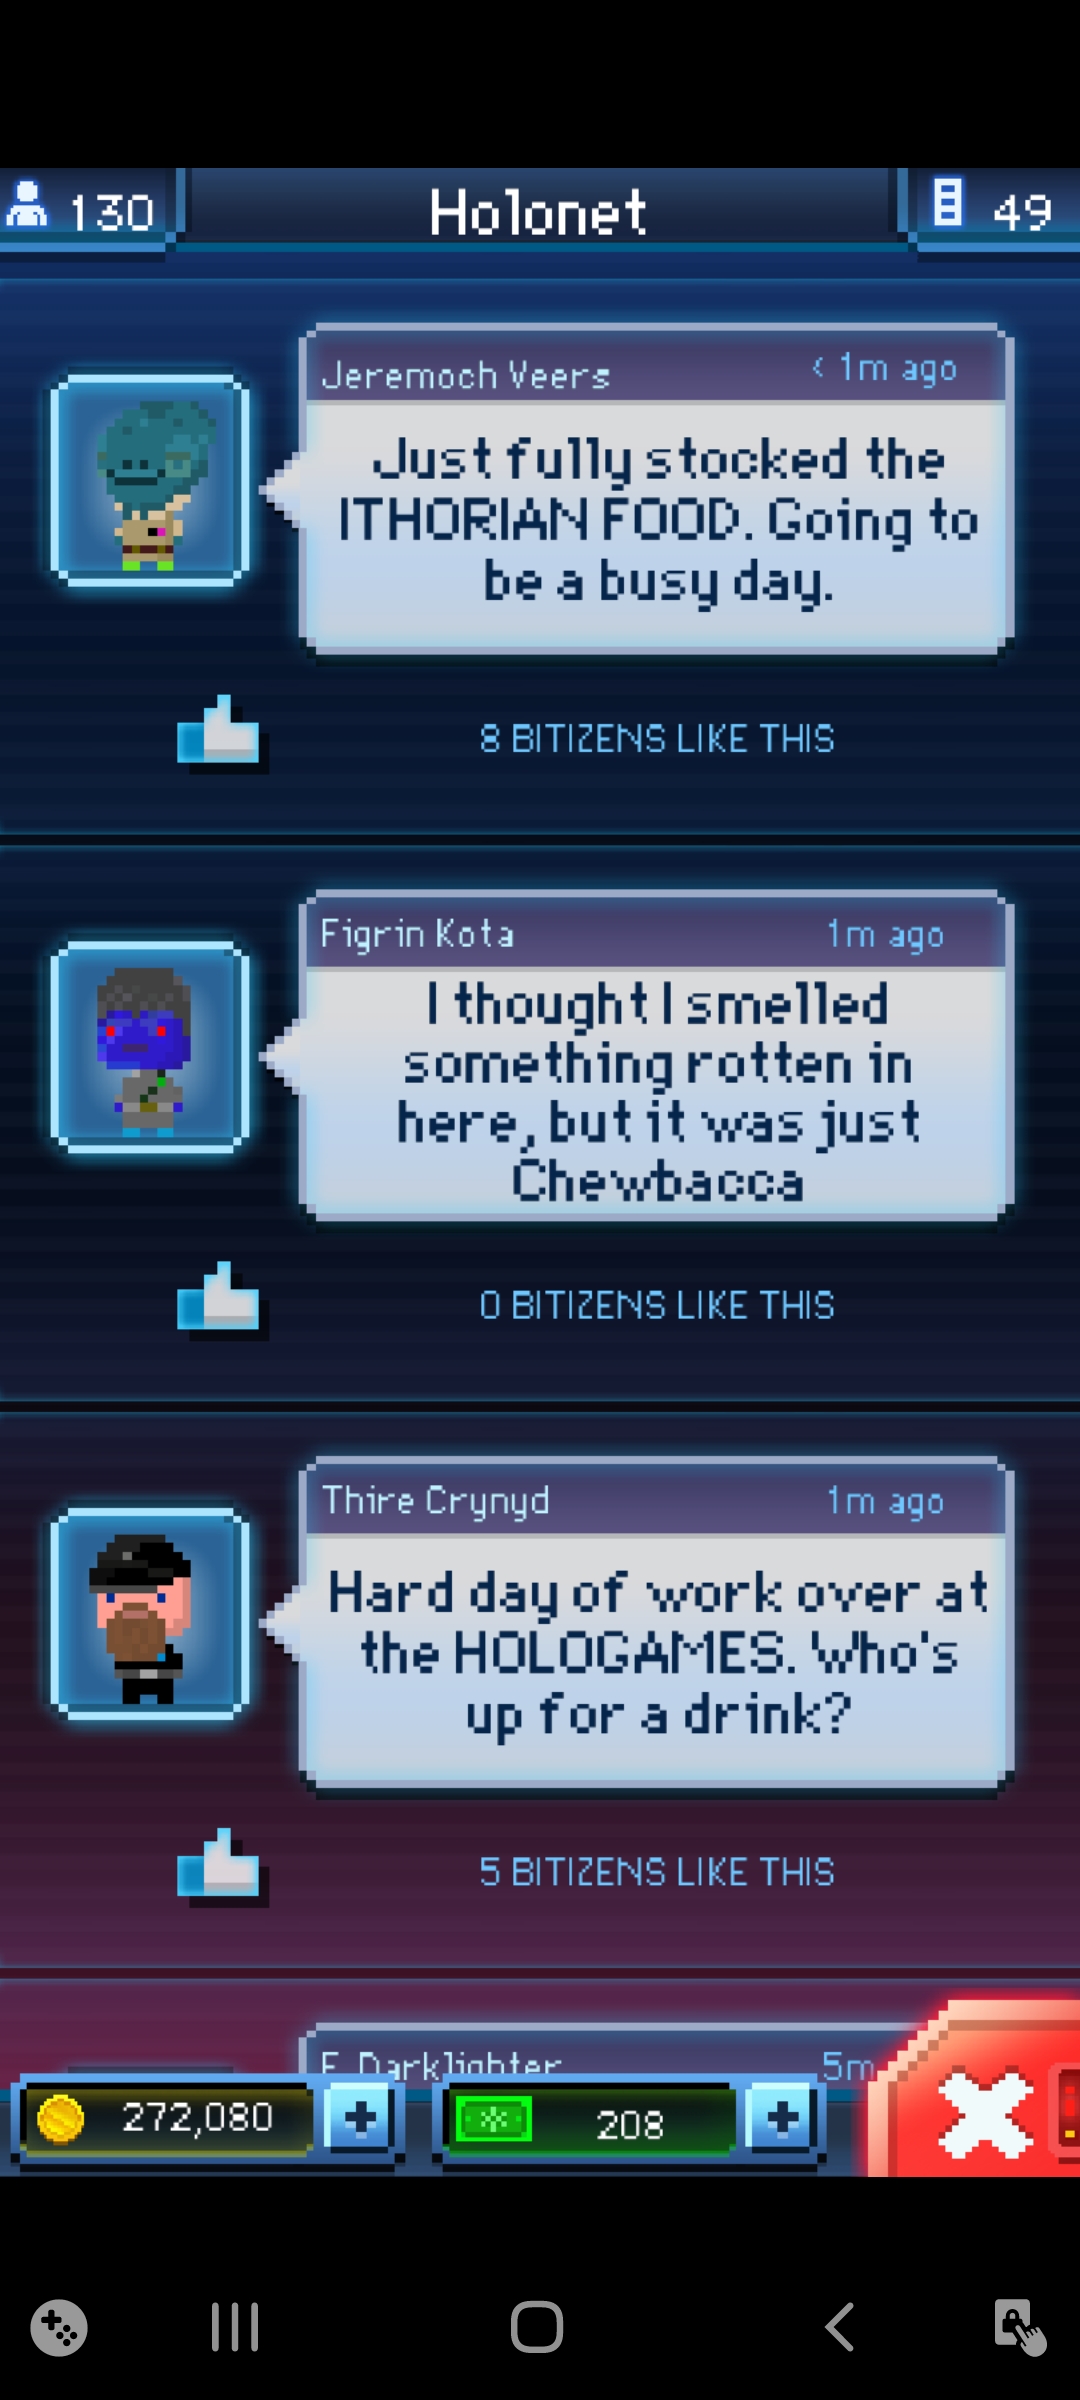 130
Holonet
49
Jeremoch Veers
< 1m ago
Just fully stocked the
ITHORIAN FOOD. Going to
be a busy day.
8 BITIZENS LIKE THIS
Figrin Kota
1m ago
I thought I smelled
something rotten in
here, but it was just
Chewbacca
0 BITIZENS LIKE THIS
Thire Crynyd
1m ago
Hard day of work over at
the HOLOGAMES. Who's
up for a drink?
5 BITIZENS LIKE THIS
F. Darklighter
5m
272,080
208